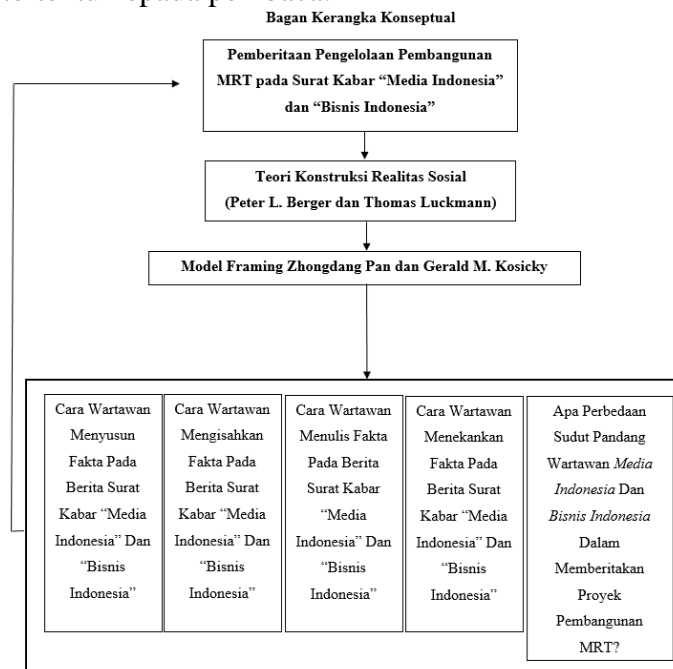 Bagan Kerangka Konseptual
Pemberitaan Pengelolaan Pembangunan
MRT pada Surat Kabar “Media Indonesia”
dan “Bisnis Indonesia”
Teori Konstruksi Realitas Sosial
(Peter L. Berger dan Thomas Luckmann)
Model Framing Zhongdang Pan dan Gerald M. Kosicky
Cara Wartawan
Menyusun
Fakta Pada
Berita Surat
Kabar “Media
Indonesia” Dan
“Bisnis
Indonesia”
Cara Wartawan
Mengisahkan
Fakta Pada
Berita Surat
Kabar “Media
Indonesia” Dan
“Bisnis
Indonesia”
Cara Wartawan
Menulis Fakta
Pada Berita
Surat Kabar
“Media
Indonesia” Dan
“Bisnis
Indonesia”
Cara Wartawan
Menekankan
Fakta Pada
Berita Surat
Kabar “Media
Indonesia” Dan
“Bisnis
Indonesia”
Apa Perbedaan
Sudut Pandang
Wartawan Media
Indonesia Dan
Bisnis Indonesia
Dalam
Memberitakan
Proyek
Pembangunan
MRT?